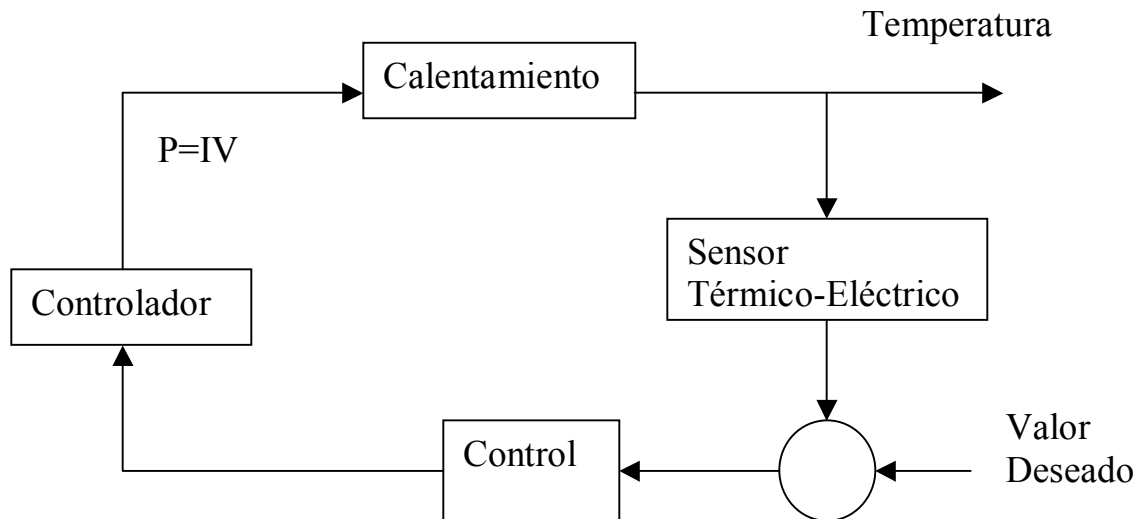 Temperatura
Calentamiento
P=IV
Sensor
Térmico-Eléctrico
Controlador
Valor
Deseado
Control